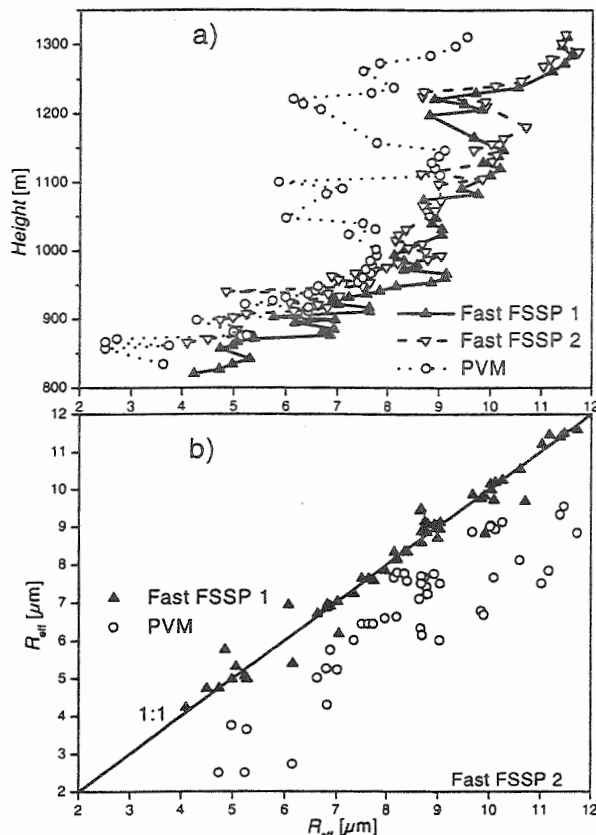 a)
1300
1200
1100
1000
900
800
Height [m]
Fast FSSP 1
Fast FSSP 2
PVM
2 3 4 5 6 7 8 9 10 11 12
b)
12
11
10
9
8
7
6
5
4
3
2
R_eff [μm]
Fast FSSP 1
PVM
1:1
Fast FSSP 2
2 3 4 5 6 7 8 9 10 11 12
R_eff [μm]